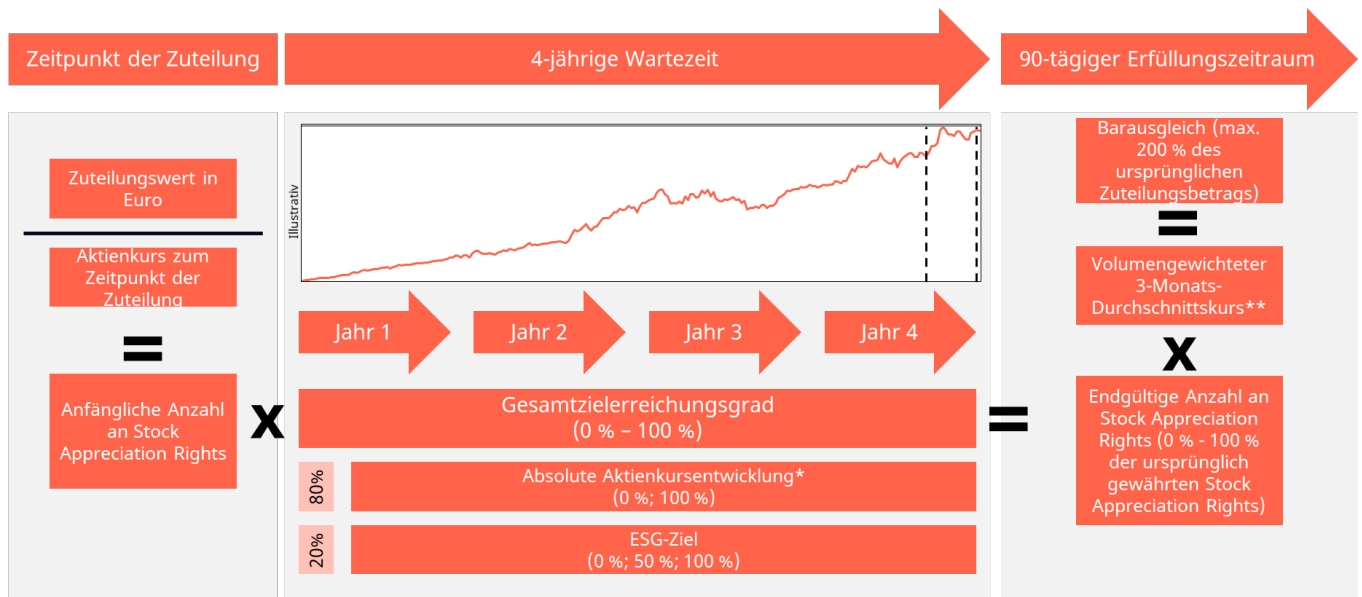 Zeitpunkt der Zuteilung
4-jährige Wartezeit
90-tägiger Erfüllungszeitraum
Zuteilungswert in
Euro
Aktienkurs zum
Zeitpunkt der
Zuteilung
=
Anfängliche Anzahl
an Stock
Appreciation Rights
x
Illustrativ
Jahr 1
Jahr 2
Jahr 3
Jahr 4
Gesamtzielerreichungsgrad
(0 % – 100 %)
80%
Absolute Aktienkursentwicklung*
(0 %; 100 %)
20%
ESG-Ziel
(0 %; 50 %; 100 %)
=
Barausgleich (max.
200 % des
ursprünglichen
Zuteilungsbetrags)
=
Volumengewichteter
3-Monats-
Durchschnittskurs**
x
Endgültige Anzahl an
Stock Appreciation
Rights (0 % - 100 %
der ursprünglich
gewährten Stock
Appreciation Rights)